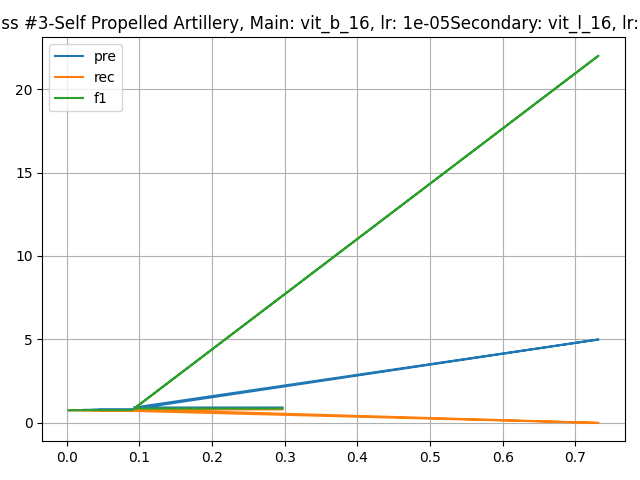 ss #3-Self Propelled Artillery, Main: vit_b_16, lr: 1e-05Secondary: vit_l_16, lr:
pre
rec
f1
20
15
10
5
0
0.0 0.1 0.2 0.3 0.4 0.5 0.6 0.7